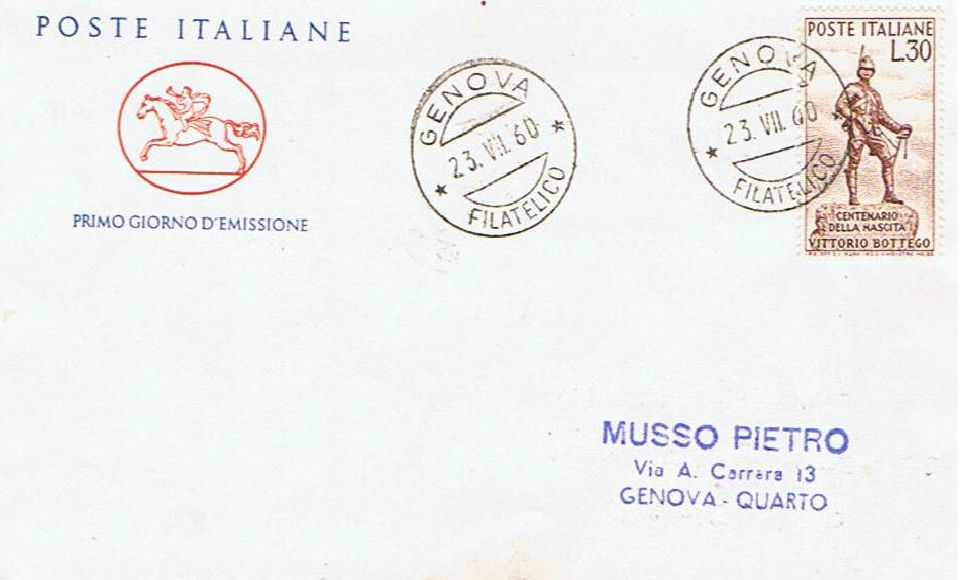 POSTE ITALIANE
PRIMO GIORNO D'EMISSIONE
GENOVA
23. VII. 60
FILATELICO
GENOVA
23. VII. 60
FILATELICO
POSTE ITALIANE
L.30
CENTENARIO
DELLA NASCITA
VITTORIO BOTTEGO
MUSSO PIETRO
Via A. Carrara 13
GENOVA - QUARTO